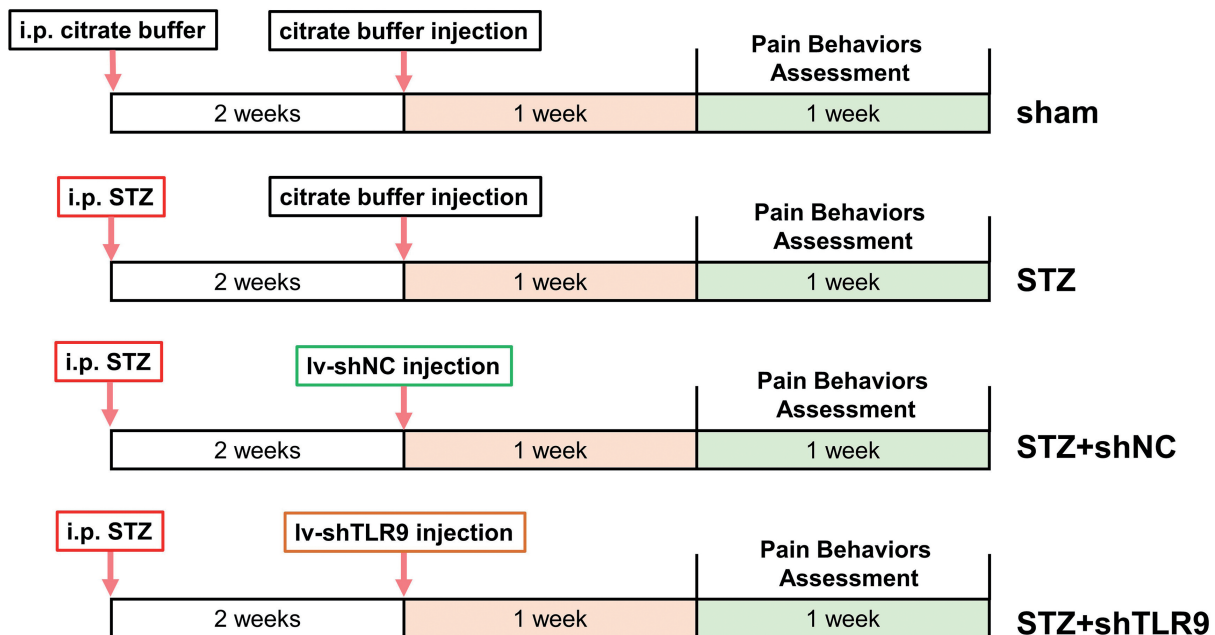 i.p. citrate buffer
citrate buffer injection
Pain Behaviors
Assessment
2 weeks
1 week
1 week
sham
i.p. STZ
citrate buffer injection
Pain Behaviors
Assessment
2 weeks
1 week
1 week
STZ
i.p. STZ
lv-shNC injection
Pain Behaviors
Assessment
2 weeks
1 week
1 week
STZ+shNC
i.p. STZ
lv-shTLR9 injection
Pain Behaviors
Assessment
2 weeks
1 week
1 week
STZ+shTLR9